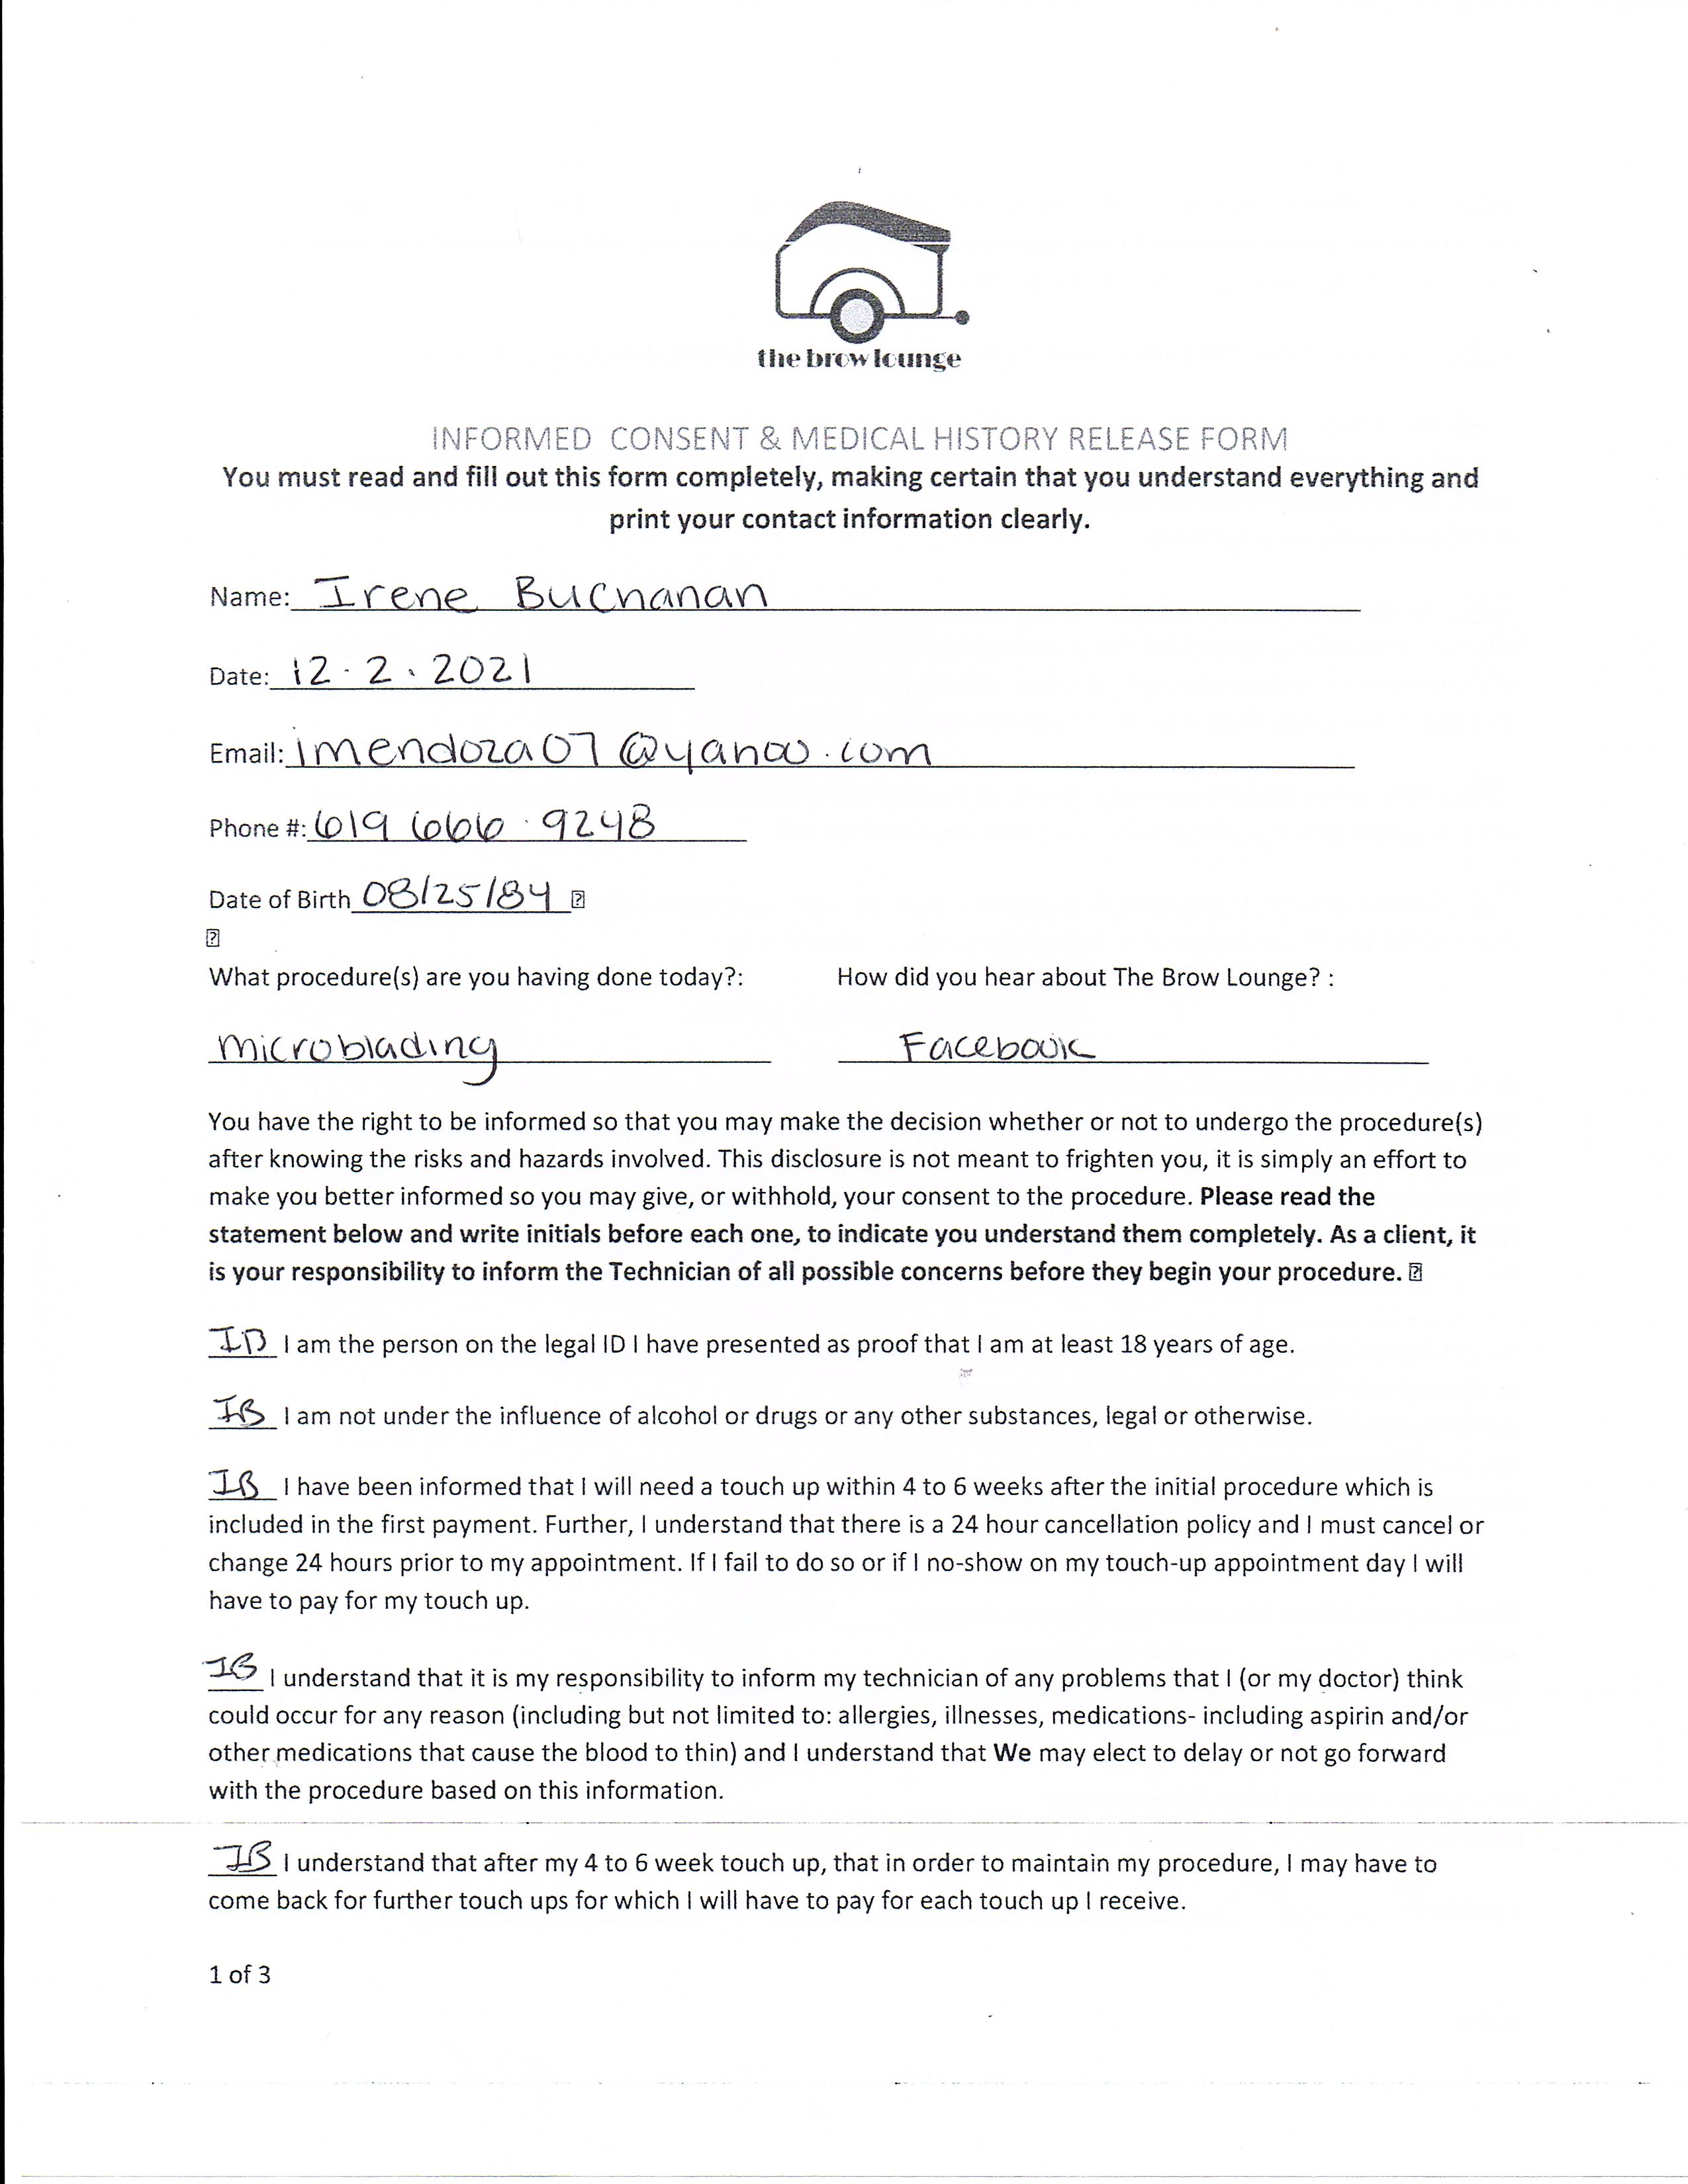 the brow lounge
INFORMED CONSENT & MEDICAL HISTORY RELEASE FORM
You must read and fill out this form completely, making certain that you understand everything and
print your contact information clearly.
Name: Irene Buchanan
Date: 12.2.2021
Email: imendoza07@yahoo.com
Phone #: 619 666 9248
Date of Birth 08/25/84
What procedure(s) are you having done today?: How did you hear about The Brow Lounge? :
microblading Facebook
You have the right to be informed so that you may make the decision whether or not to undergo the procedure(s)
after knowing the risks and hazards involved. This disclosure is not meant to frighten you, it is simply an effort to
make you better informed so you may give, or withhold, your consent to the procedure. Please read the
statement below and write initials before each one, to indicate you understand them completely. As a client, it
is your responsibility to inform the Technician of all possible concerns before they begin your procedure.
IB I am the person on the legal ID I have presented as proof that I am at least 18 years of age.
IB I am not under the influence of alcohol or drugs or any other substances, legal or otherwise.
IB I have been informed that I will need a touch up within 4 to 6 weeks after the initial procedure which is
included in the first payment. Further, I understand that there is a 24 hour cancellation policy and I must cancel or
change 24 hours prior to my appointment. If I fail to do so or if I no-show on my touch-up appointment day I will
have to pay for my touch up.
IB I understand that it is my responsibility to inform my technician of any problems that I (or my doctor) think
could occur for any reason (including but not limited to: allergies, illnesses, medications- including aspirin and/or
other medications that cause the blood to thin) and I understand that We may elect to delay or not go forward
with the procedure based on this information.
IB I understand that after my 4 to 6 week touch up, that in order to maintain my procedure, I may have to
come back for further touch ups for which I will have to pay for each touch up I receive.
1 of 3